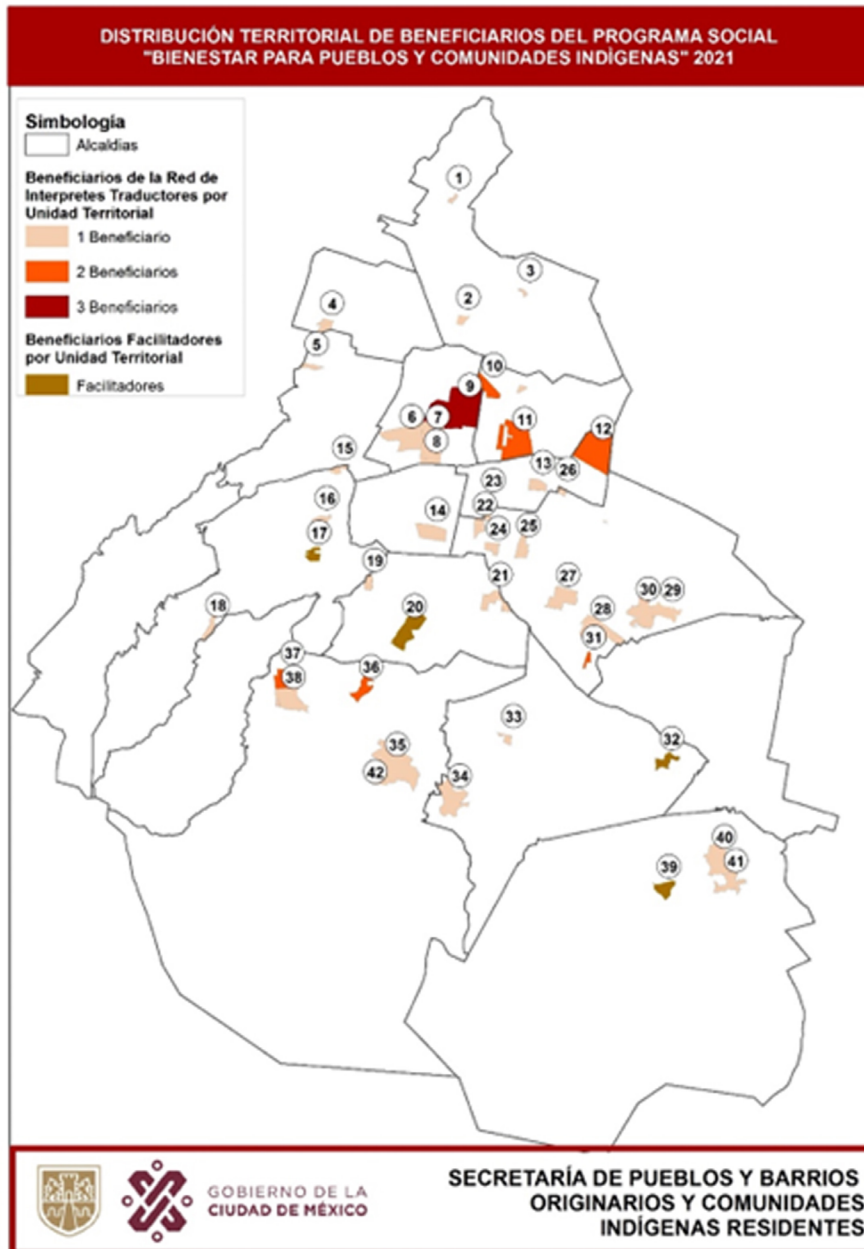 DISTRIBUCIÓN TERRITORIAL DE BENEFICIARIOS DEL PROGRAMA SOCIAL
"BIENESTAR PARA PUEBLOS Y COMUNIDADES INDÍGENAS" 2021
Simbología
Alcaldías
Beneficiarios de la Red de
Interpretes Traductores por
Unidad Territorial
1 Beneficiario
2 Beneficiarios
3 Beneficiarios
Beneficiarios Facilitadores
por Unidad Territorial
Facilitadores
1
3
2
4
5
10
9
6
7
11
12
8
13
26
15
23
16
22
14
24
25
17
19
21
27
30
29
18
20
28
31
37
36
38
33
32
35
42
34
40
41
39
GOBIERNO DE LA
CIUDAD DE MÉXICO
SECRETARÍA DE PUEBLOS Y BARRIOS
ORIGINARIOS Y COMUNIDADES
INDÍGENAS RESIDENTES